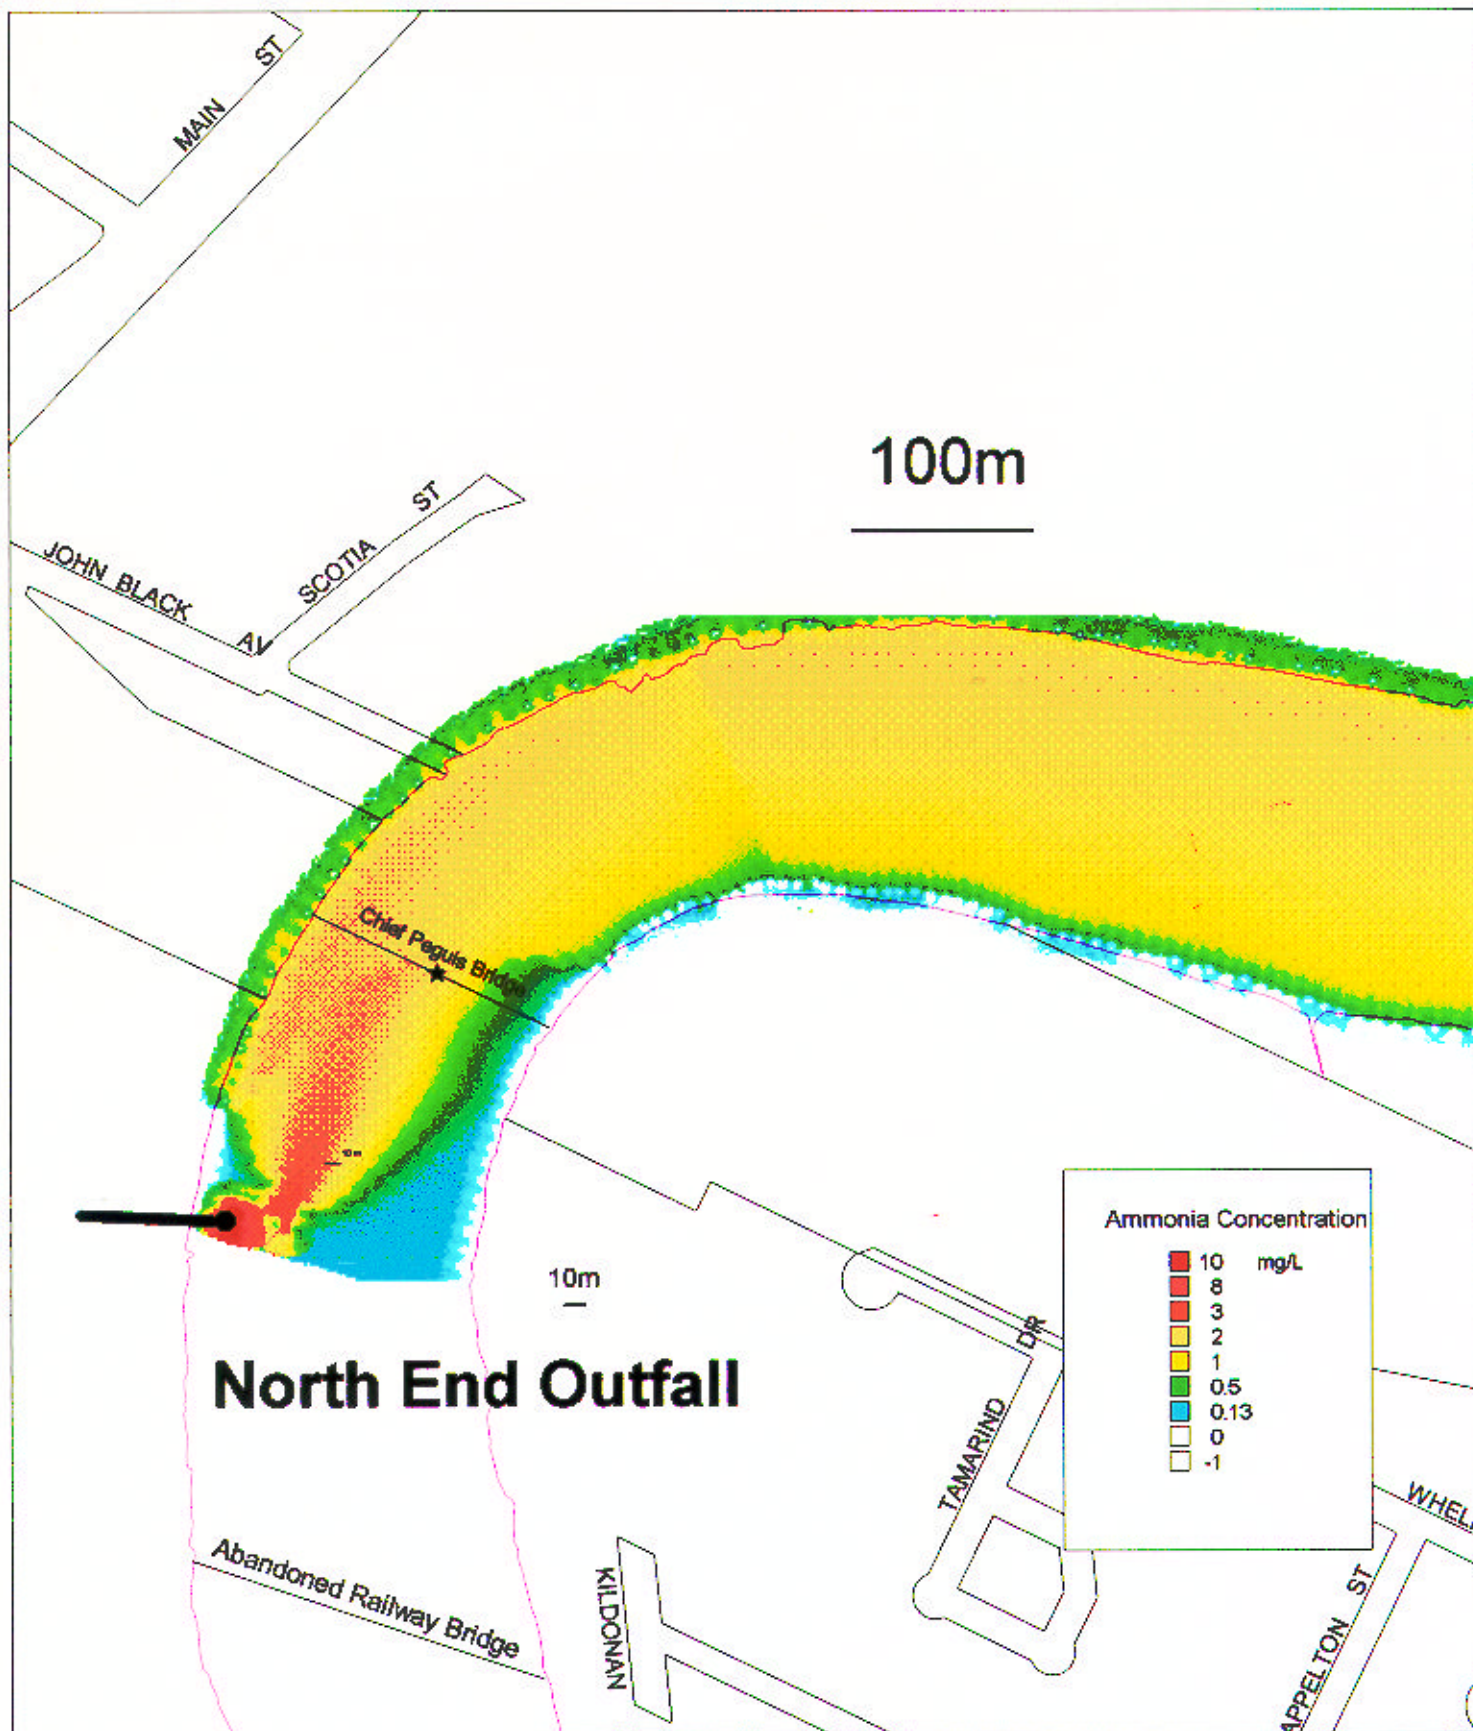 MAIN ST
100m
SCOTIA ST
JOHN BLACK AV
Chief Peguis Bridge
10m
Ammonia Concentration
10 mg/L
8
3
2
1
0.5
0.13
0
-1
10m
North End Outfall
TAMARIND DR
Abandoned Railway Bridge
KILDONAN
APPELTON ST